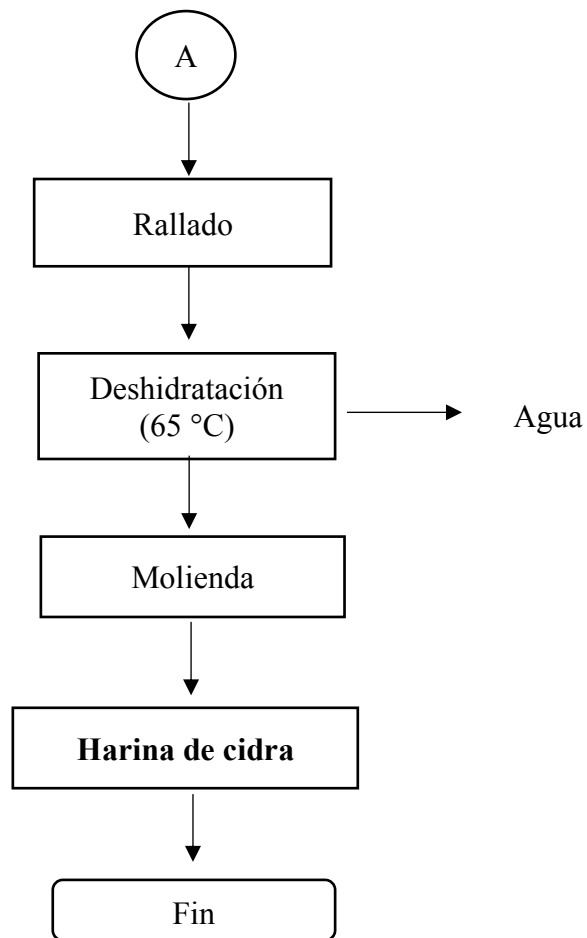 A
Rallado
Deshidratación
(65 °C)
Agua
Molienda
Harina de cidra
Fin